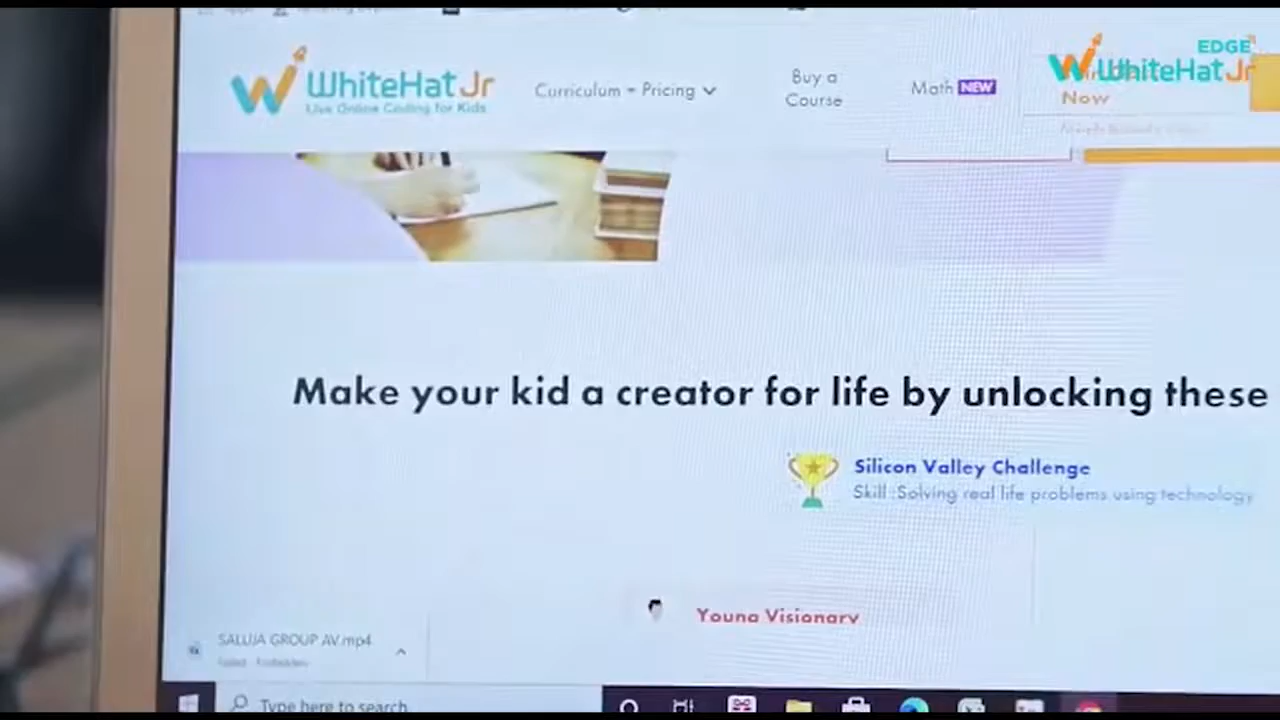 WhiteHat Jr
Live Online Coding for Kids
Curriculum - Pricing
Buy a
Course
Math NEW
EDGE
WhiteHat Jr
Now
Make your kid a creator for life by unlocking these
Silicon Valley Challenge
Skill :Solving real life problems using technology
Young Visionary
SALUJA GROUP AV.mp4
Type here to search